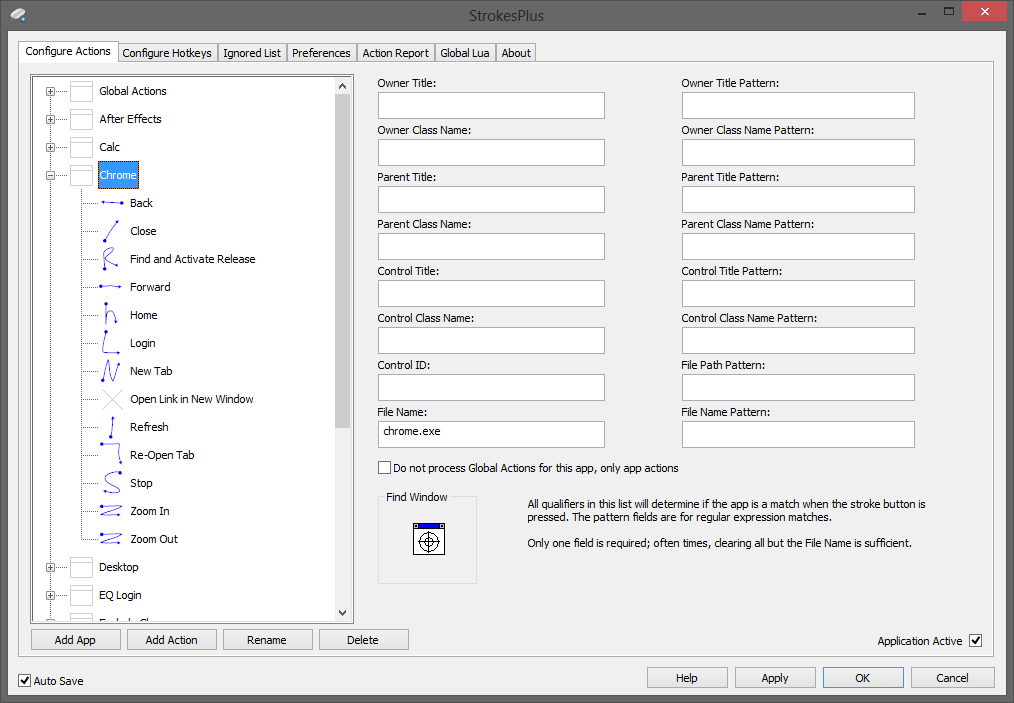 StrokesPlus
Configure Actions Configure Hotkeys Ignored List Preferences Action Report Global Lua About
Global Actions
After Effects
Calc
Chrome
Back
Close
Find and Activate Release
Forward
Home
Login
New Tab
Open Link in New Window
Refresh
Re-Open Tab
Stop
Zoom In
Zoom Out
Desktop
EQ Login
Add App Add Action Rename Delete
Owner Title: Owner Title Pattern:
Owner Class Name: Owner Class Name Pattern:
Parent Title: Parent Title Pattern:
Parent Class Name: Parent Class Name Pattern:
Control Title: Control Title Pattern:
Control Class Name: Control Class Name Pattern:
Control ID: File Path Pattern:
File Name: File Name Pattern:
chrome.exe
Do not process Global Actions for this app, only app actions
Find Window
All qualifiers in this list will determine if the app is a match when the stroke button is
pressed. The pattern fields are for regular expression matches.
Only one field is required; often times, clearing all but the File Name is sufficient.
Application Active
Auto Save
Help Apply OK Cancel